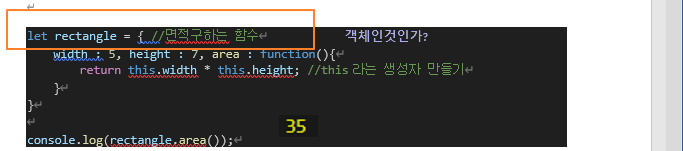 let rectangle = { //면적구하는 함수 객체인것인가?
width : 5, height : 7, area : function(){
return this.width * this.height; //this 라는 생성자 만들기
}
}
console.log(rectangle.area());
35